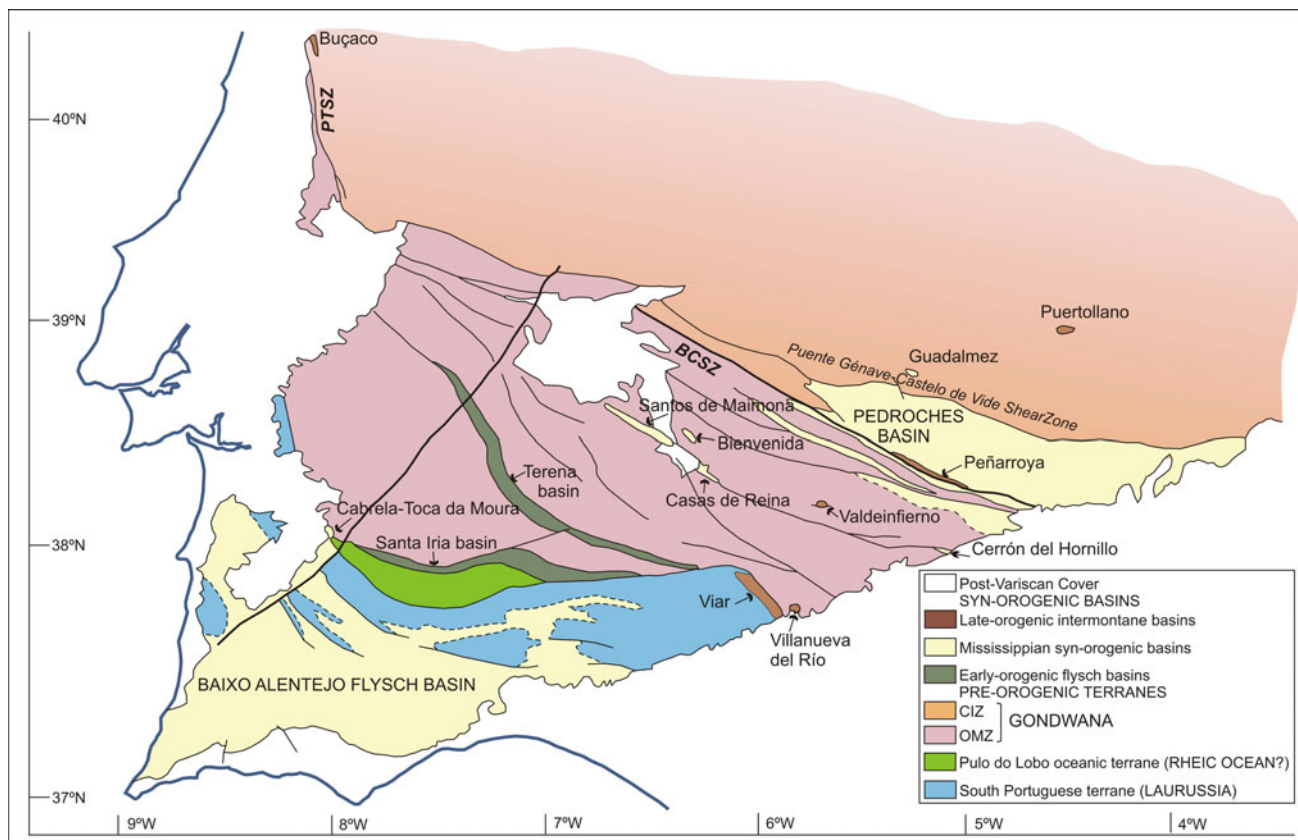 Buçaco
40ºN
PTSZ
Puertollano
39ºN
Guadalmez
BCSZ
Puente Génave-Castelo de Vide ShearZone
Santos de Maimona
PEDROCHES
BASIN
Bienvenida
Peñarroya
Terena
basin
Casas de Reina
Cabrela-Toca da Moura
Valdeinfierno
38ºN
Santa Iria basin
Cerrón del Hornillo
Viar
Villanueva
del Río
BAIXO ALENTEJO FLYSCH BASIN
Post-Variscan Cover
SYN-OROGENIC BASINS
Late-orogenic intermontane basins
Mississippian syn-orogenic basins
Early-orogenic flysch basins
PRE-OROGENIC TERRANES
CIZ
GONDWANA
OMZ
Pulo do Lobo oceanic terrane (RHEIC OCEAN?)
South Portuguese terrane (LAURUSSIA)
37ºN
9ºW 8ºW 7ºW 6ºW 5ºW 4ºW